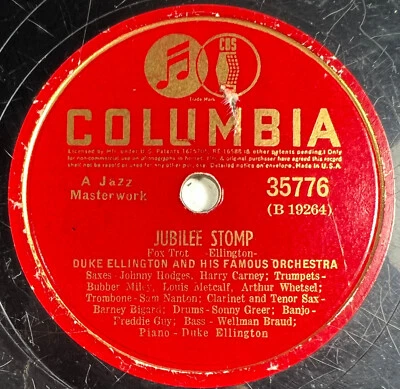 CBS
Trade Mark
COLUMBIA
A Jazz
Masterwork
35776
(B 19264)
JUBILEE STOMP
Fox Trot -Ellington-
DUKE ELLINGTON AND HIS FAMOUS ORCHESTRA
Saxes-Johnny Hodges, Harry Carney; Trumpets-
Bubber Miley, Louis Metcalf, Arthur Whetsel;
Trombone-Sam Nanton; Clarinet and Tenor Sax-
Barney Bigard; Drums-Sonny Greer; Banjo-
Freddie Guy; Bass - Wellman Braud;
Piano-Duke Ellington